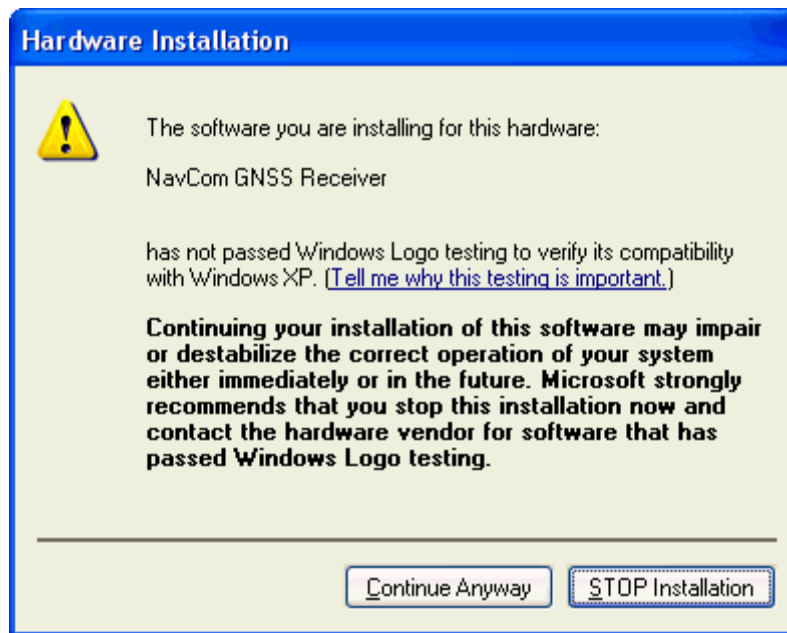 Hardware Installation
The software you are installing for this hardware:
NavCom GNSS Receiver
has not passed Windows Logo testing to verify its compatibility
with Windows XP. (Tell me why this testing is important.)
Continuing your installation of this software may impair
or destabilize the correct operation of your system
either immediately or in the future. Microsoft strongly
recommends that you stop this installation now and
contact the hardware vendor for software that has
passed Windows Logo testing.
Continue Anyway STOP Installation